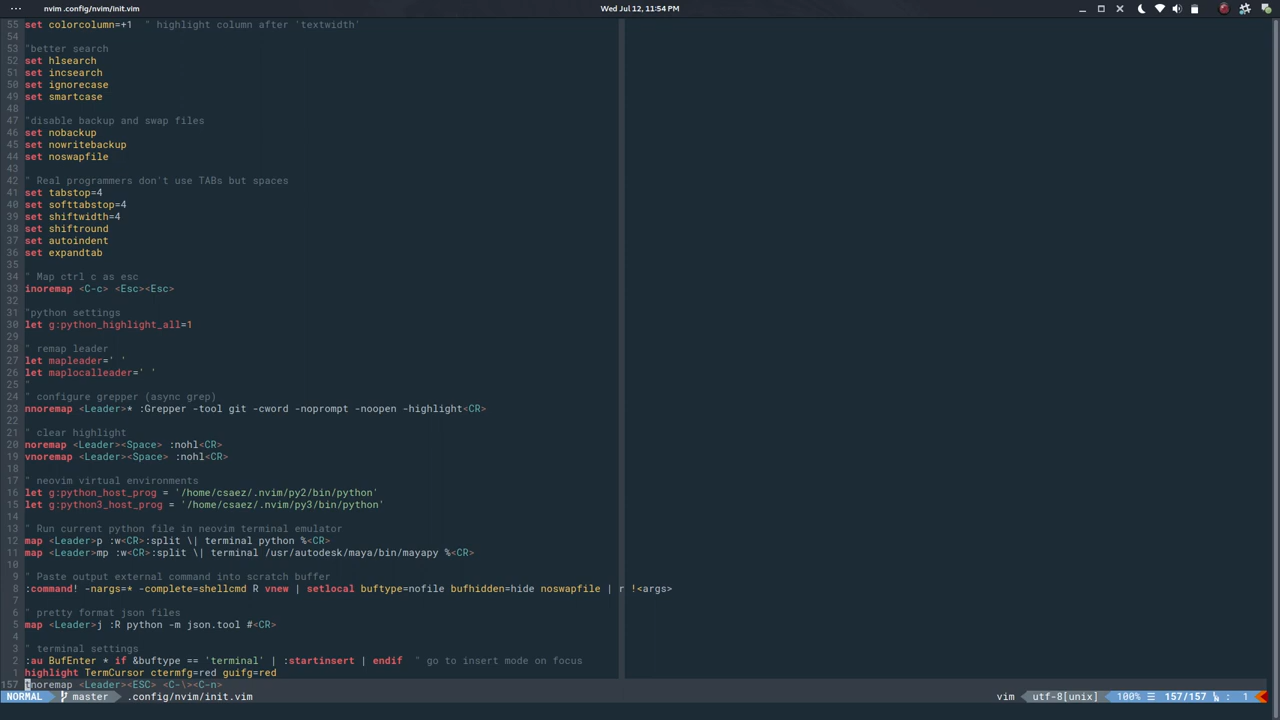 nvim .config/nvim/init.vim Wed Jul 12, 11:54 PM
55 set colorcolumn=+1  " highlight column after 'textwidth'
54
53 "better search
52 set hlsearch
51 set incsearch
50 set ignorecase
49 set smartcase
48
47 "disable backup and swap files
46 set nobackup
45 set nowritebackup
44 set noswapfile
43
42 " Real programmers don't use TABs but spaces
41 set tabstop=4
40 set softtabstop=4
39 set shiftwidth=4
38 set shiftround
37 set autoindent
36 set expandtab
35
34 " Map ctrl c as esc
33 inoremap <C-c> <Esc><Esc>
32
31 "python settings
30 let g:python_highlight_all=1
29
28 " remap leader
27 let mapleader=' '
26 let maplocalleader=' '
25 "
24 " configure grepper (async grep)
23 nnoremap <Leader>* :Grepper -tool git -cword -noprompt -noopen -highlight<CR>
22
21 " clear highlight
20 noremap <Leader><Space> :nohl<CR>
19 vnoremap <Leader><Space> :nohl<CR>
18
17 " neovim virtual environments
16 let g:python_host_prog = '/home/csaez/.nvim/py2/bin/python'
15 let g:python3_host_prog = '/home/csaez/.nvim/py3/bin/python'
14
13 " Run current python file in neovim terminal emulator
12 map <Leader>p :w<CR>:split \| terminal python %<CR>
11 map <Leader>mp :w<CR>:split \| terminal /usr/autodesk/maya/bin/mayapy %<CR>
10
9 " Paste output external command into scratch buffer
8 :command! -nargs=* -complete=shellcmd R vnew | setlocal buftype=nofile bufhidden=hide noswapfile | r !<args>
7
6 " pretty format json files
5 map <Leader>j :R python -m json.tool #<CR>
4
3 " terminal settings
2 :au BufEnter * if &buftype == 'terminal' | :startinsert | endif  " go to insert mode on focus
1 highlight TermCursor ctermfg=red guifg=red
157 tnoremap <Leader><ESC> <C-\><C-n>
NORMAL master .config/nvim/init.vim vim utf-8[unix] 100% ☰ 157/157 ㏑ : 1